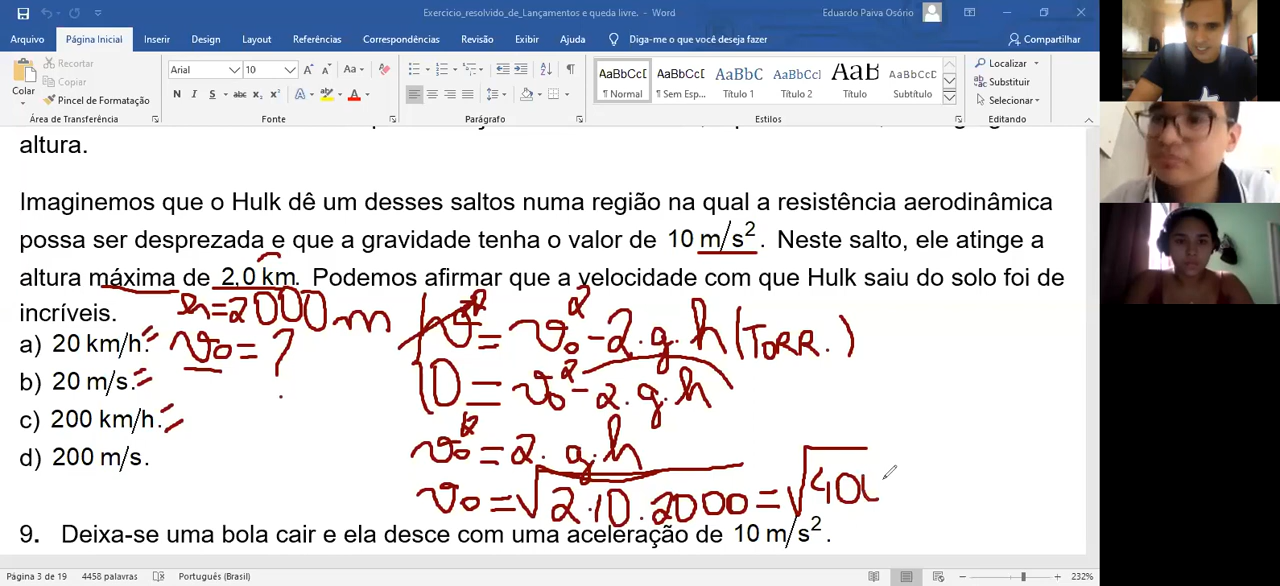 Exercicio_resolvido_de_Lançamentos e queda livre. - Word
Eduardo Paiva Osório
Arquivo Página Inicial Inserir Design Layout Referências Correspondências Revisão Exibir Ajuda Diga-me o que você deseja fazer Compartilhar
Colar
Recortar
Copiar
Pincel de Formatação
Área de Transferência
Arial 10
Fonte
Parágrafo
AaBbCcD AaBbCcD AaBbC AaBbCcD AaB AaBbCcD
¶ Normal ¶ Sem Esp... Título 1 Título 2 Título Subtítulo
Estilos
Localizar
Substituir
Selecionar
Editando
altura.
Imaginemos que o Hulk dê um desses saltos numa região na qual a resistência aerodinâmica
possa ser desprezada e que a gravidade tenha o valor de 10 m/s². Neste salto, ele atinge a
altura máxima de 2,0 km. Podemos afirmar que a velocidade com que Hulk saiu do solo foi de
incríveis.
h=2000m
a) 20 km/h.
v₀=?
b) 20 m/s.
c) 200 km/h.
d) 200 m/s.
v²=v₀²-2.g.h (TORR.)
0=v₀²-2.g.h
v₀²=2.g.h
v₀=√2.10.2000=√40
9. Deixa-se uma bola cair e ela desce com uma aceleração de 10 m/s².
Página 3 de 19 4458 palavras Português (Brasil) 232%